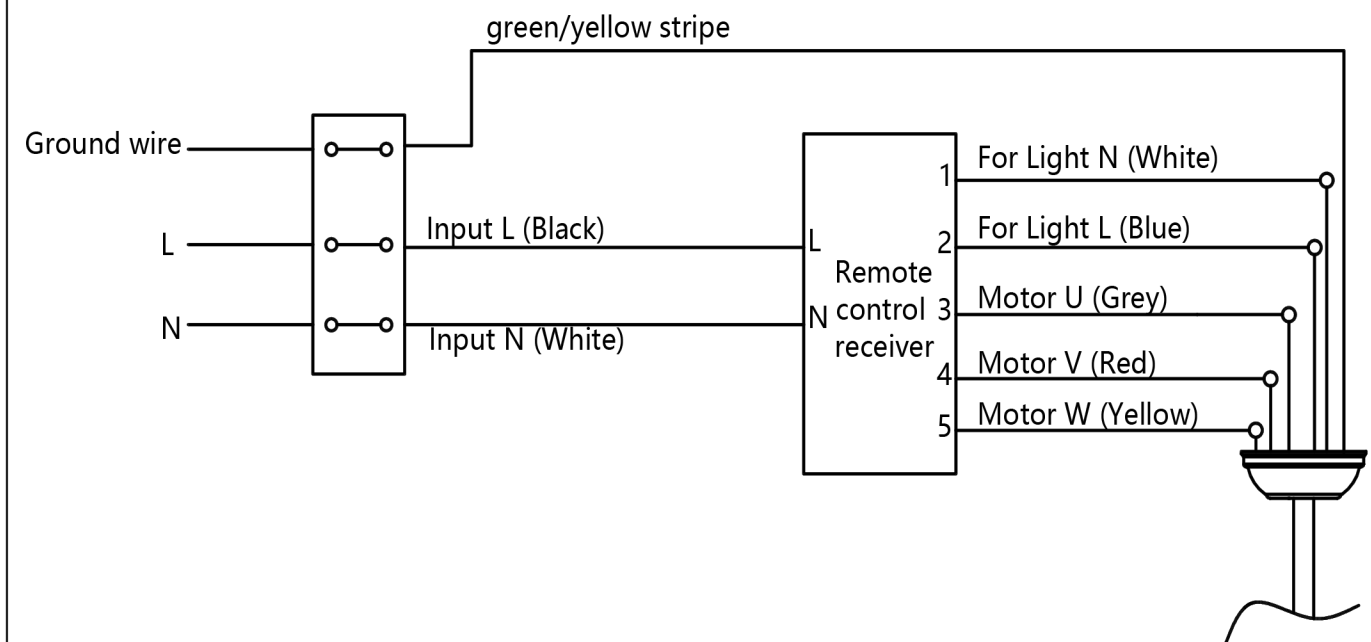 green/yellow stripe
Ground wire
L
N
Input L (Black)
Input N (White)
L
N
Remote
control
receiver
1
2
3
4
5
For Light N (White)
For Light L (Blue)
Motor U (Grey)
Motor V (Red)
Motor W (Yellow)